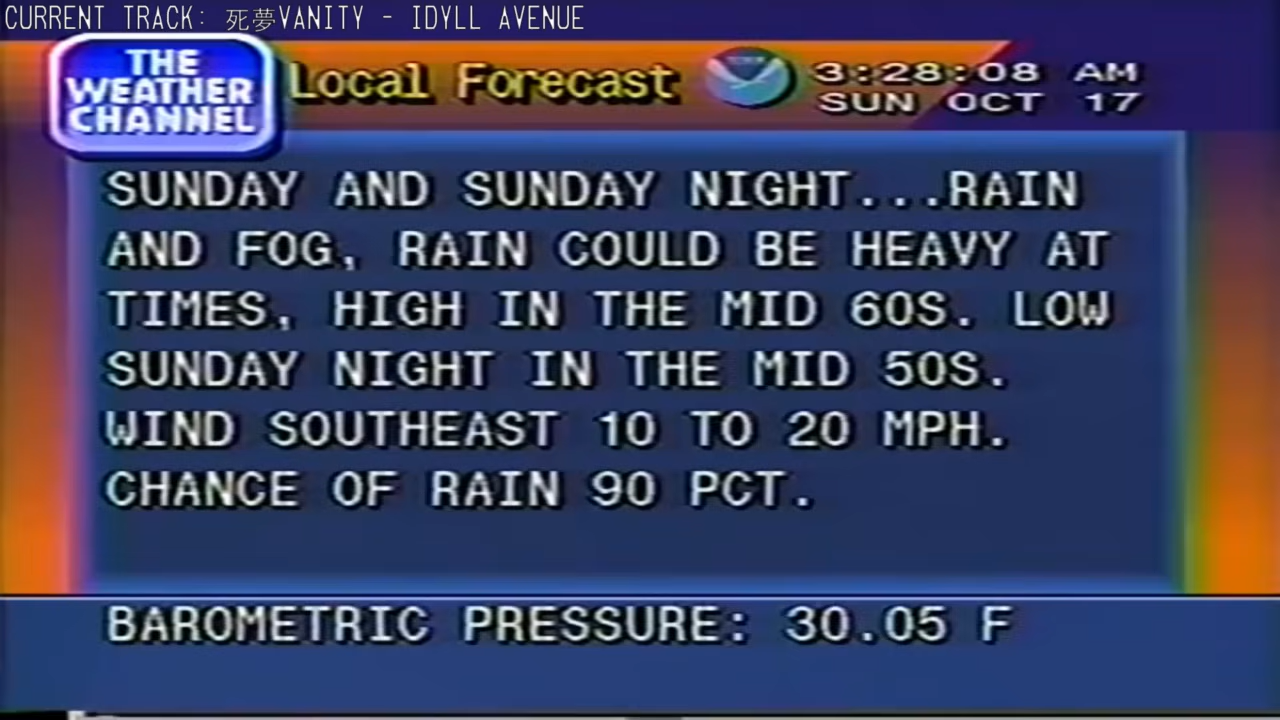 CURRENT TRACK: 死夢VANITY - IDYLL AVENUE
THE
WEATHER
CHANNEL
Local Forecast
3:28:08 AM
SUN OCT 17
SUNDAY AND SUNDAY NIGHT...RAIN
AND FOG, RAIN COULD BE HEAVY AT
TIMES, HIGH IN THE MID 60S. LOW
SUNDAY NIGHT IN THE MID 50S.
WIND SOUTHEAST 10 TO 20 MPH.
CHANCE OF RAIN 90 PCT.
BAROMETRIC PRESSURE: 30.05 F